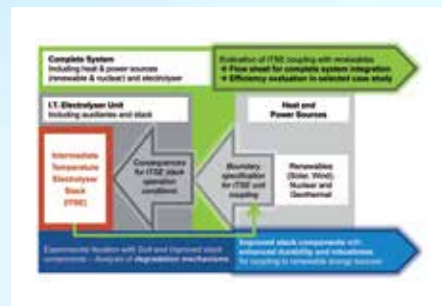 Complete System
Including heat & power sources
(renewable & nuclear) and electrolyser
Evaluation of ITSE coupling with renewables
➔ Flow sheet for complete system integration
➔ Efficiency evaluation in selected case study
I.T. Electrolyser Unit
Including auxiliaries and stack
Heat and
Power Sources
Intermediate
Temperature
Electrolyser
Stack
(ITSE)
Consequences
for ITSE stack
operation
conditions
Boundary
specification
for ITSE unit
coupling
Renewables
(Solar, Wind),
Nuclear and
Geothermal
Experimental iteration with and improved stack
components – Analysis of degradation mechanisms
Improved stack components with
enhanced durability and robustness
for coupling to renewable energy sources